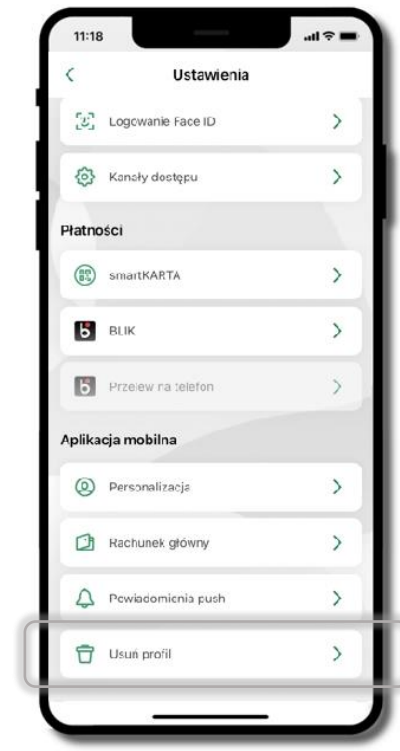 11:18
Ustawienia
Logowanie Face ID
Kanały dostępu
Płatności
smartKARTA
BLIK
Przelew na telefon
Aplikacja mobilna
Personalizacja
Rachunek główny
Powiadomienia push
Usuń profil